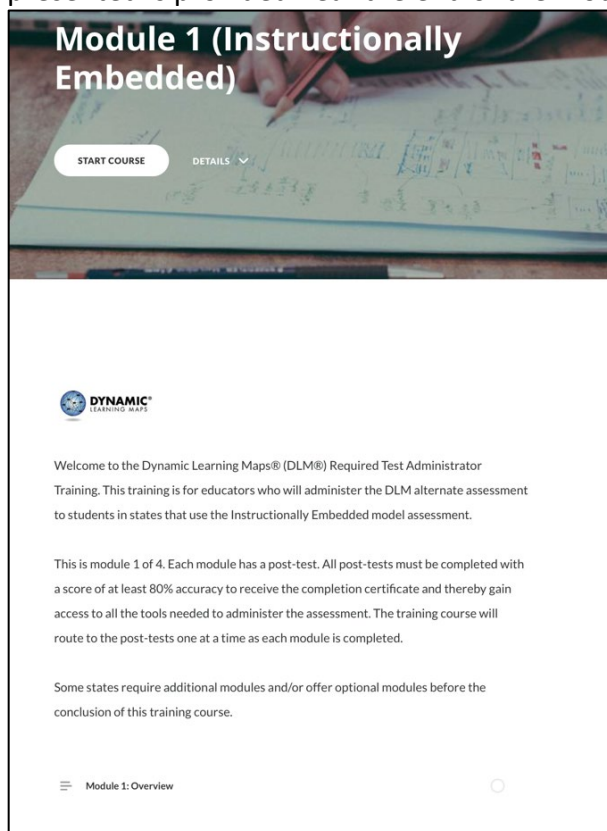 Module 1 (Instructionally
Embedded)
START COURSE
DETAILS
DYNAMIC®
LEARNING MAPS
Welcome to the Dynamic Learning Maps® (DLM®) Required Test Administrator
Training. This training is for educators who will administer the DLM alternate assessment
to students in states that use the Instructionally Embedded model assessment.
This is module 1 of 4. Each module has a post-test. All post-tests must be completed with
a score of at least 80% accuracy to receive the completion certificate and thereby gain
access to all the tools needed to administer the assessment. The training course will
route to the post-tests one at a time as each module is completed.
Some states require additional modules and/or offer optional modules before the
conclusion of this training course.
Module 1: Overview